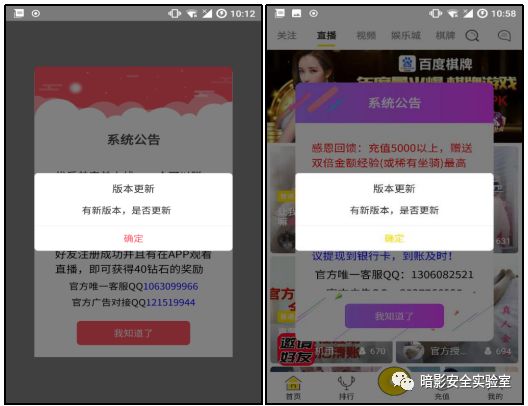 10:12
系统公告
版本更新
有新版本，是否更新
确定
好友注册成功并且有在APP观看
直播，即可获得40钻石的奖励
官方唯一客服QQ1063099966
官方广告对接QQ121519944
我知道了
10:58
关注 直播 视频 娱乐城 棋牌
百度棋牌
系统公告
感恩回馈：充值5000以上，赠送
双倍金额经验(或稀有坐骑)最高
版本更新
有新版本，是否更新
确定
631
议提现到银行卡，到账及时！
官方唯一客服QQ：1063082521
我知道了
邀请
好友
670
官方授...
694
首页 排行 充值 我的
暗影安全实验室